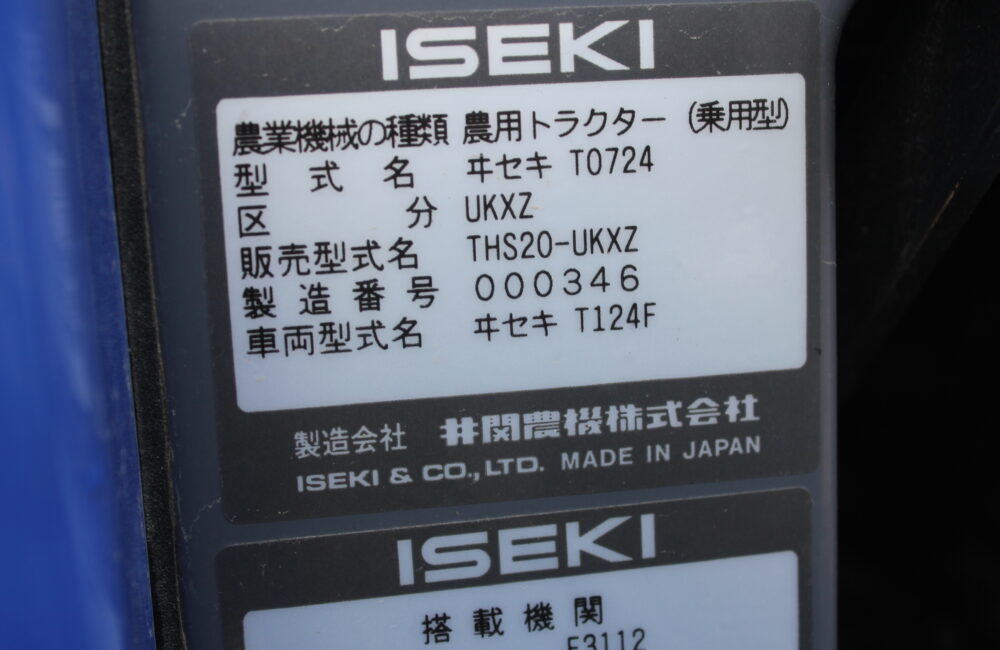 ISEKI
農業機械の種類 農用トラクター (乗用型)
型式名 ヰセキ T0724
区分 UKXZ
販売型式名 THS20-UKXZ
製造番号 000346
車両型式名 ヰセキ T124F
製造会社 井関農機株式会社
ISEKI & CO., LTD. MADE IN JAPAN
ISEKI
搭載機関
E3112